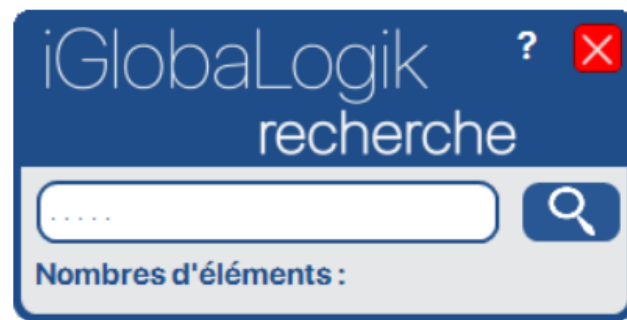 iGlobaLogik ?
recherche
.....
Nombres d'éléments :